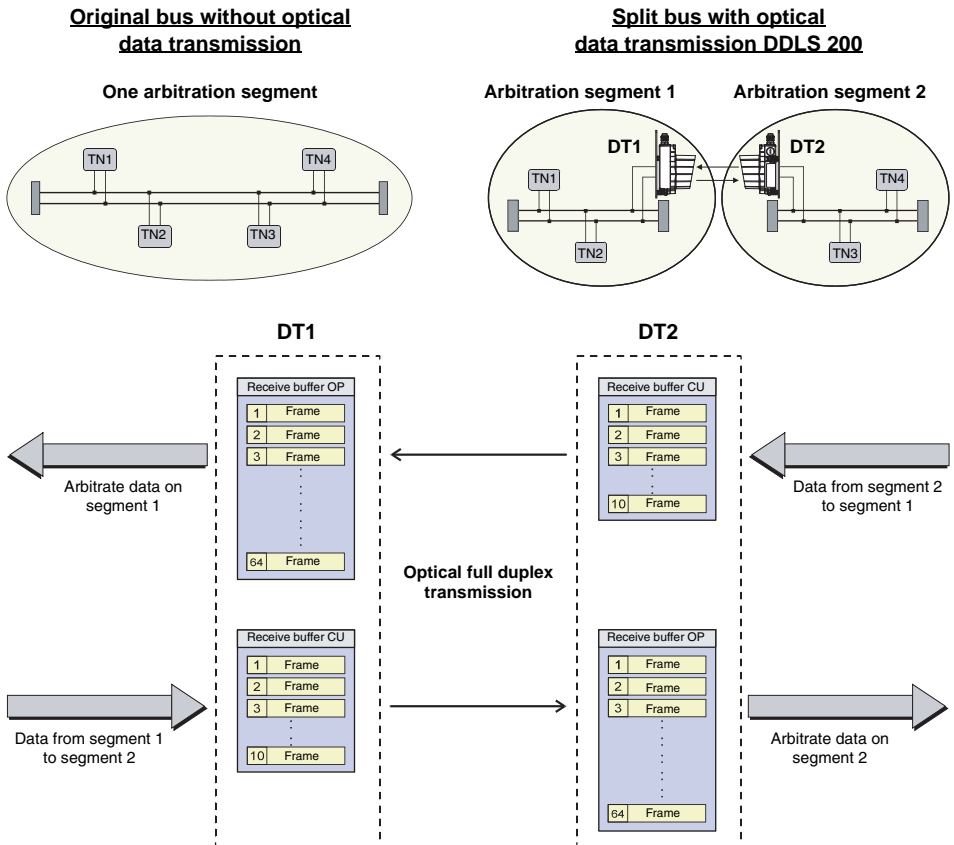 Original bus without optical
data transmission
Split bus with optical
data transmission DDLS 200
One arbitration segment
Arbitration segment 1
Arbitration segment 2
TN1
TN4
TN2
TN3
DT1
DT2
TN1
TN2
TN4
TN3
DT1
DT2
Receive buffer OP
1 Frame
2 Frame
3 Frame
64 Frame
Receive buffer CU
1 Frame
2 Frame
3 Frame
10 Frame
Arbitrate data on
segment 1
Data from segment 2
to segment 1
Optical full duplex
transmission
Receive buffer CU
1 Frame
2 Frame
3 Frame
10 Frame
Receive buffer OP
1 Frame
2 Frame
3 Frame
64 Frame
Data from segment 1
to segment 2
Arbitrate data on
segment 2